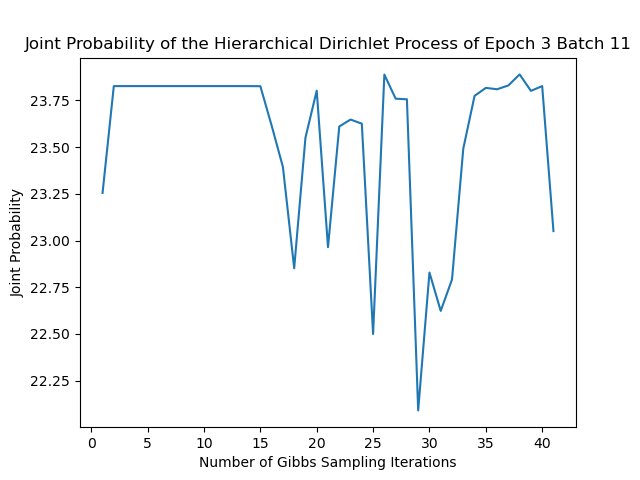 Joint Probability of the Hierarchical Dirichlet Process of Epoch 3 Batch 11
Joint Probability
23.75
23.50
23.25
23.00
22.75
22.50
22.25
0 5 10 15 20 25 30 35 40
Number of Gibbs Sampling Iterations